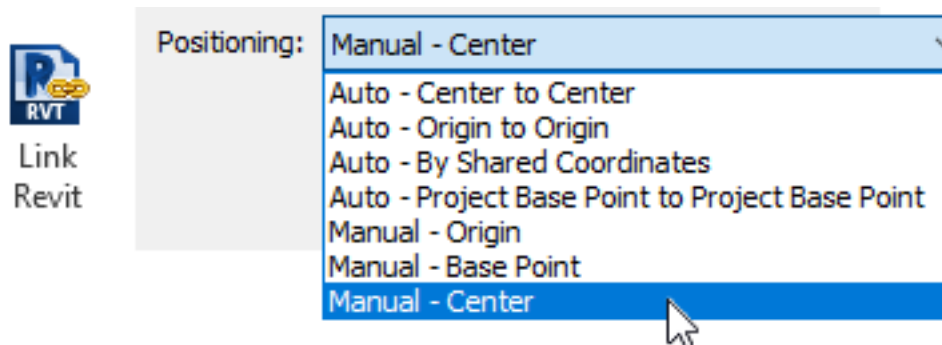 Positioning: Manual - Center
RVT
Link
Revit
Auto - Center to Center
Auto - Origin to Origin
Auto - By Shared Coordinates
Auto - Project Base Point to Project Base Point
Manual - Origin
Manual - Base Point
Manual - Center